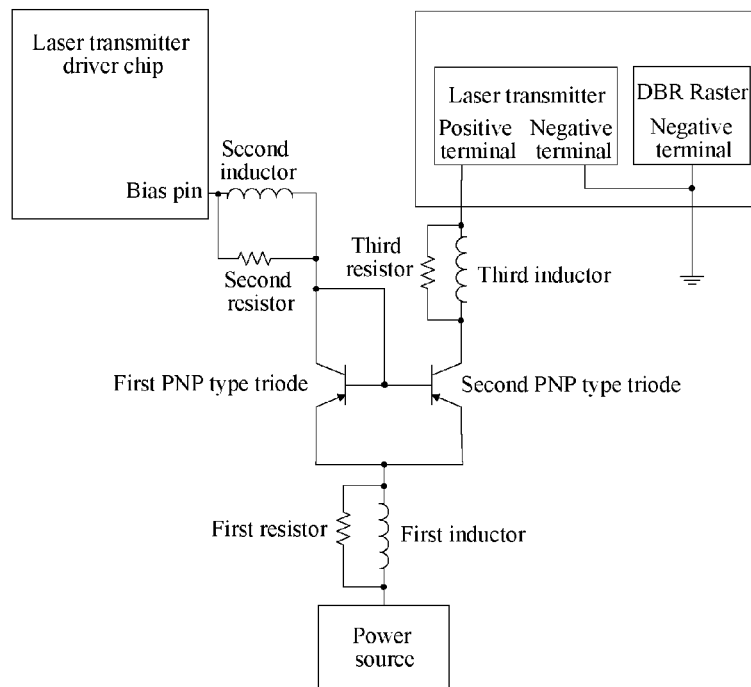 Laser transmitter
driver chip
Bias pin
Second
inductor
Second
resistor
Laser transmitter
Positive
terminal
Negative
terminal
DBR Raster
Negative
terminal
Third
resistor
Third inductor
First PNP type triode
Second PNP type triode
First resistor
First inductor
Power
source